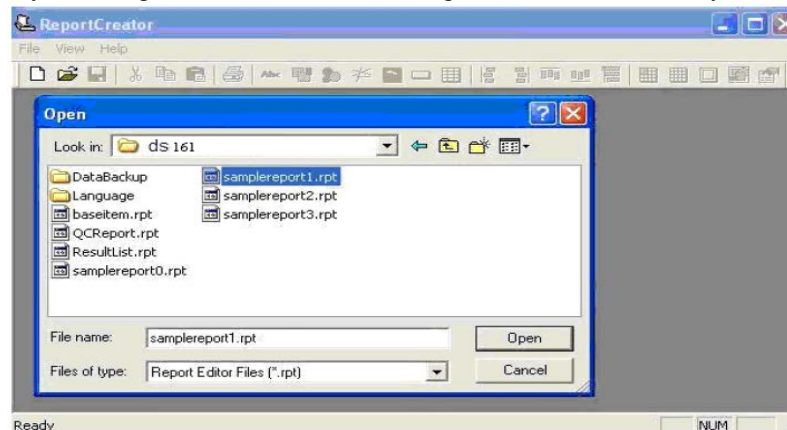 ReportCreator
File View Help
Abc
Open
Look in: ds 161
DataBackup samplereport1.rpt
Language samplereport2.rpt
baseitem.rpt samplereport3.rpt
QCReport.rpt
ResultList.rpt
samplereport0.rpt
File name: samplereport1.rpt Open
Files of type: Report Editor Files (*.rpt) Cancel
Ready NUM